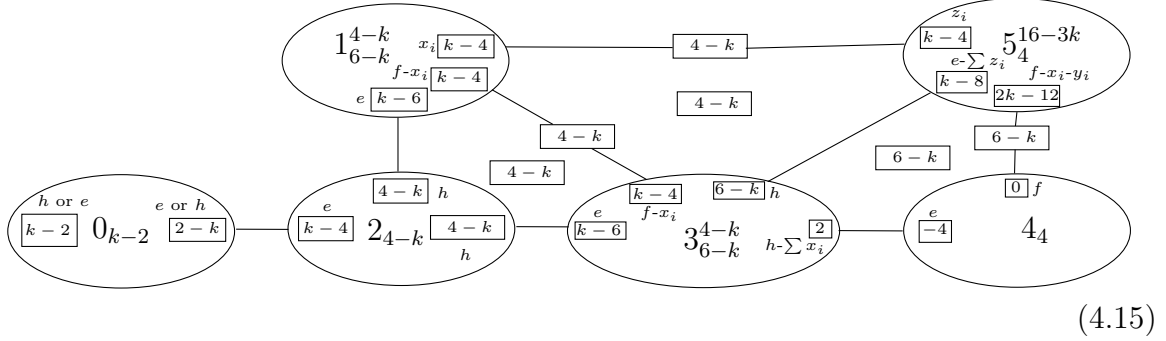 z_i
1^{4-k}_{6-k} x_i k − 4 4 − k k − 4 5^{16-3k}_4
f-x_i k − 4 e-∑ z_i f-x_i-y_i
e k − 6 4 − k k − 8 2k − 12
4 − k 6 − k
4 − k 6 − k
h or e e or h 4 − k h k − 4 6 − k h 0 f
e f-x_i e e
k − 2 0_{k-2} 2 − k k − 4 2_{4-k} 4 − k k − 6 3^{4-k}_{6-k} 2 −4 4_4
h h-∑ x_i
(4.15)